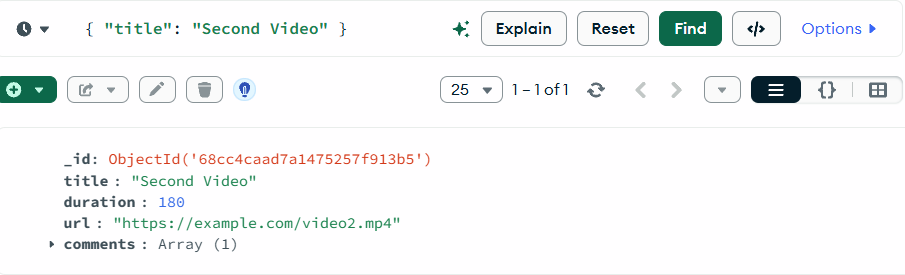 { "title": "Second Video" } Explain Reset Find </> Options
25 1 – 1 of 1 {}
_id: ObjectId('68cc4caad7a1475257f913b5')
title : "Second Video"
duration : 180
url : "https://example.com/video2.mp4"
comments : Array (1)